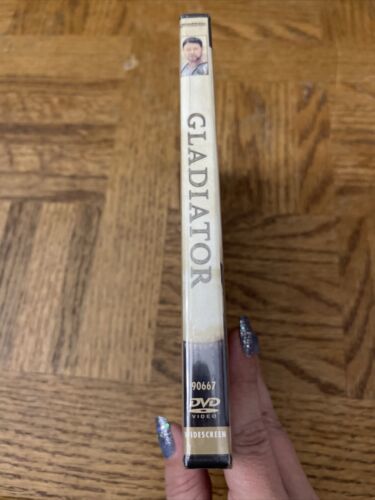 GLADIATOR
90667
DVD
VIDEO
WIDESCREEN